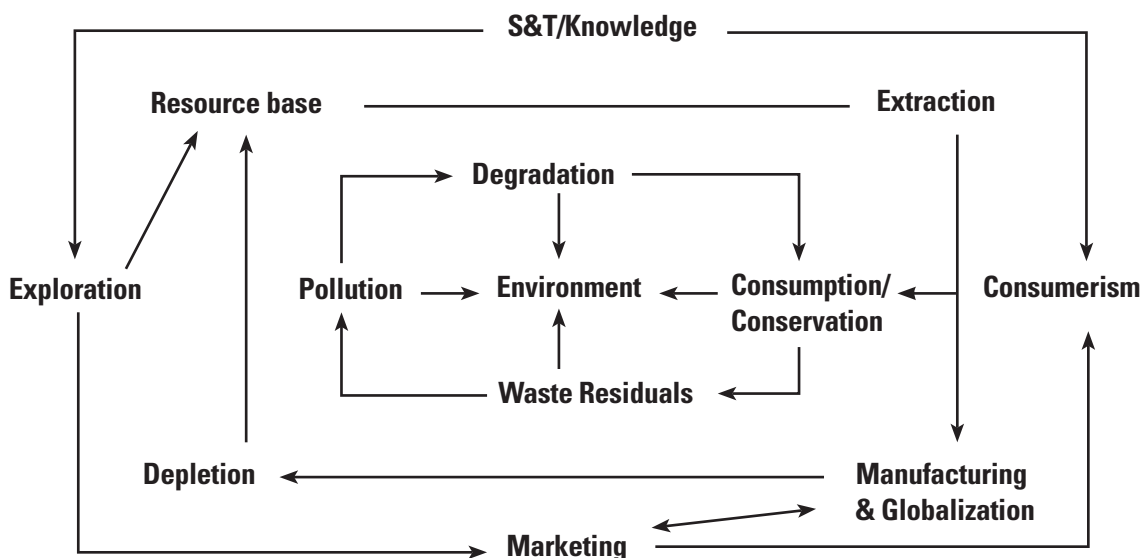 S&T/Knowledge
Resource base
Extraction
Degradation
Exploration
Pollution
Environment
Consumption/
Conservation
Consumerism
Waste Residuals
Depletion
Manufacturing
& Globalization
Marketing